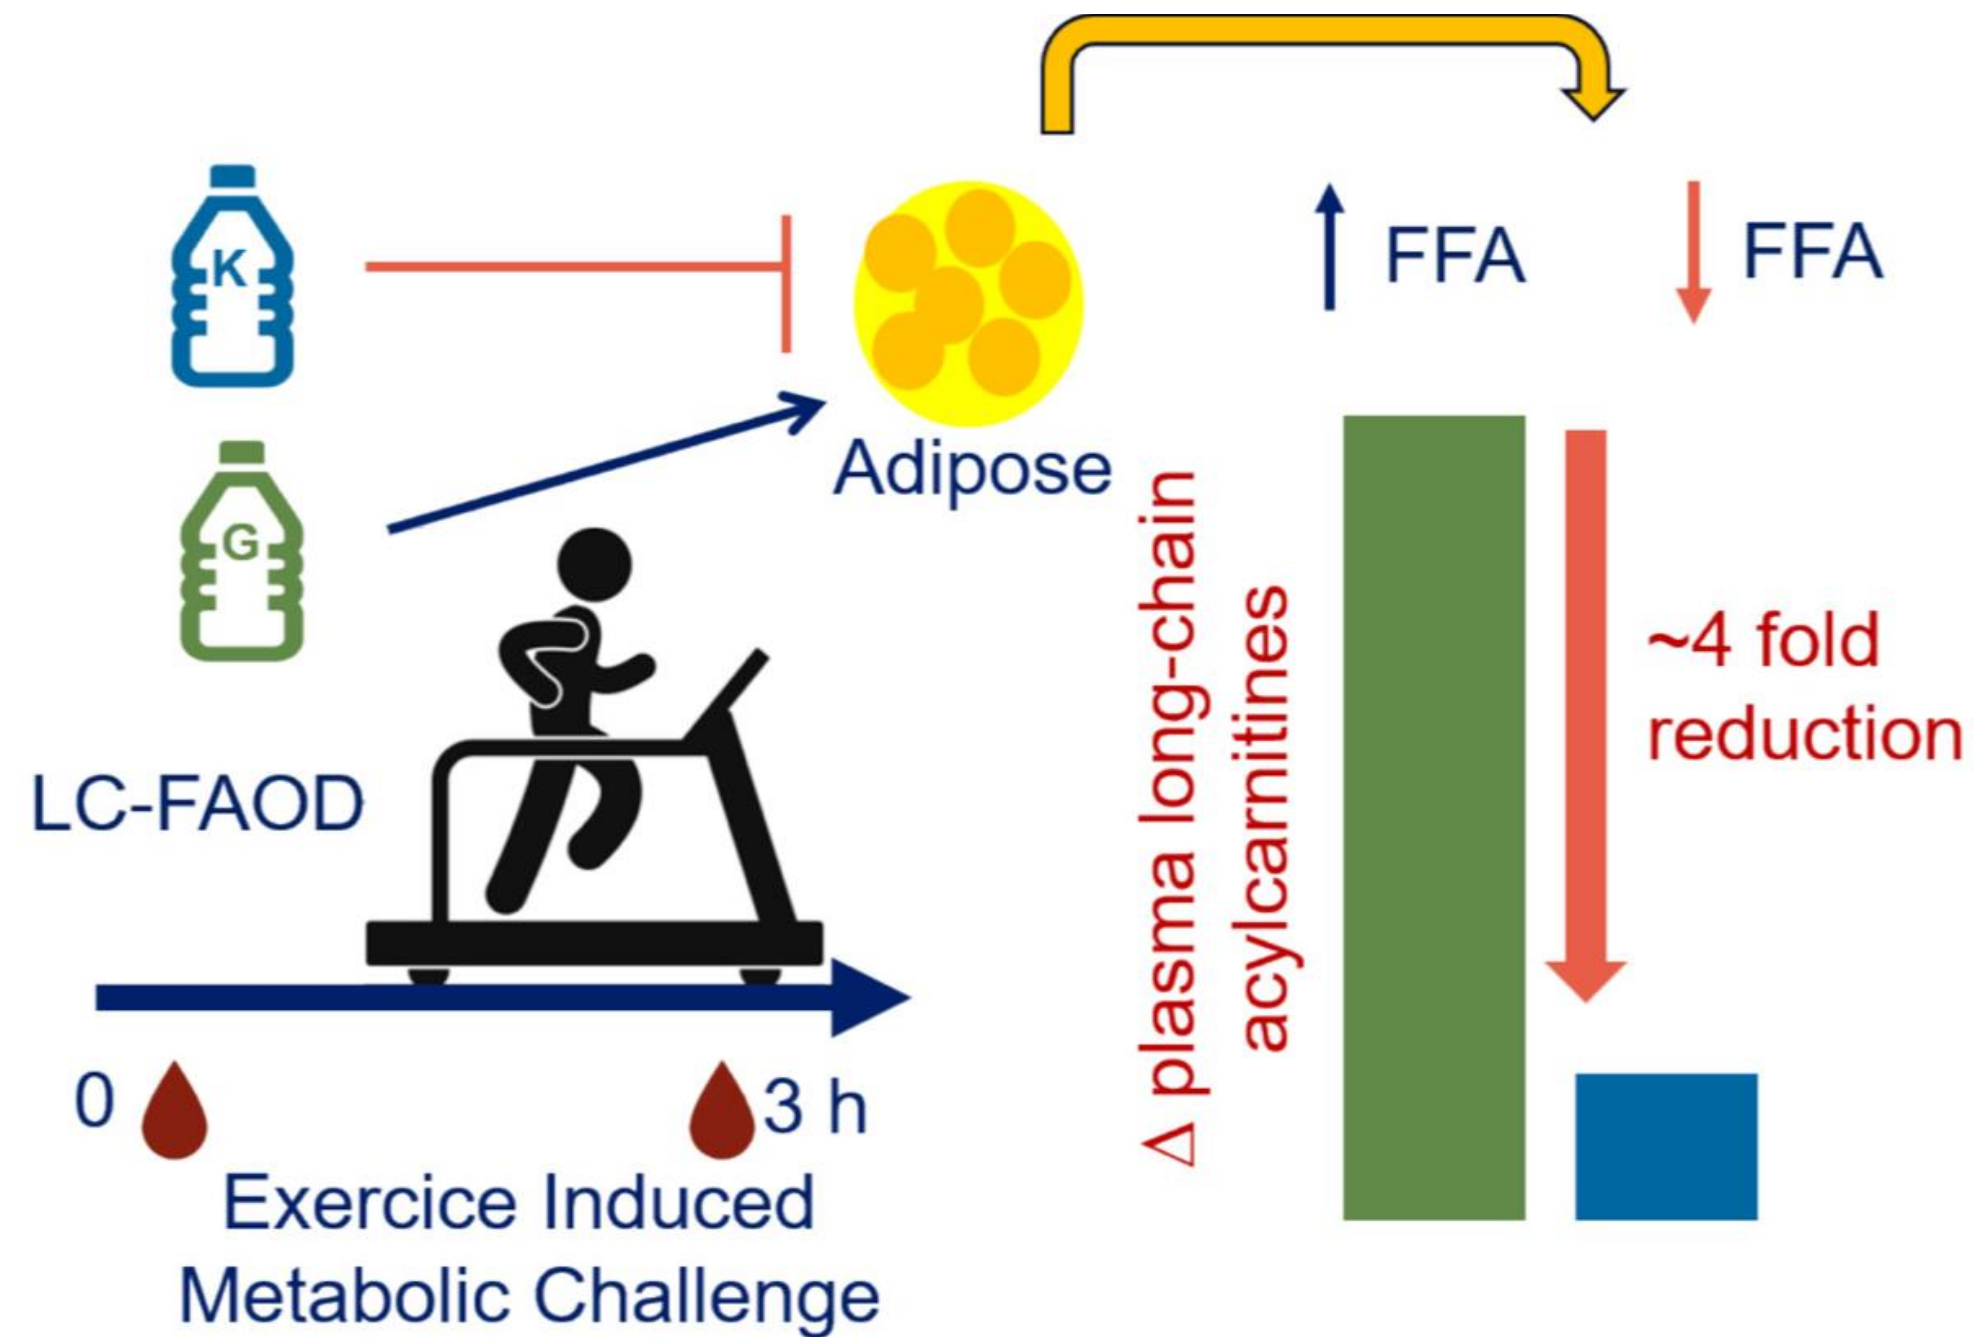 K
G
Adipose
LC-FAOD
0
3 h
Exercice Induced
Metabolic Challenge
FFA
FFA
Δ plasma long-chain
acylcarnitines
~4 fold
reduction